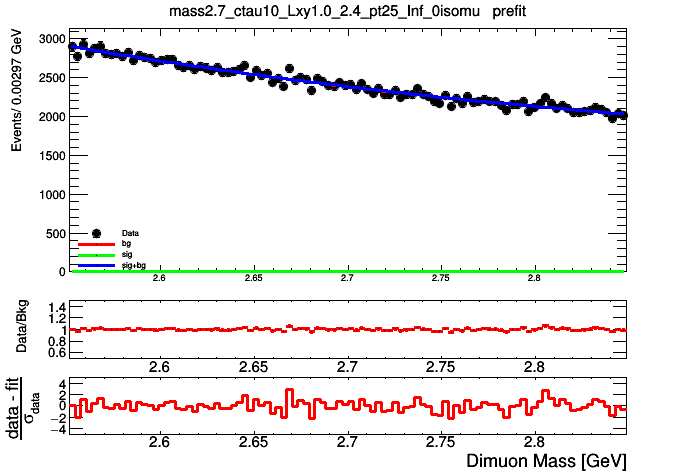 mass2.7_ctau10_Lxy1.0_2.4_pt25_Inf_0isomu prefit
Events/ 0.00297 GeV
3000
2500
2000
1500
1000
500
0
Data
bg
sig
sig+bg
2.6 2.65 2.7 2.75 2.8
Data/Bkg
1.4
1.2
1
0.8
0.6
2.6 2.65 2.7 2.75 2.8
data - fit
σdata
4
2
0
−2
−4
2.6 2.65 2.7 2.75 2.8
Dimuon Mass [GeV]